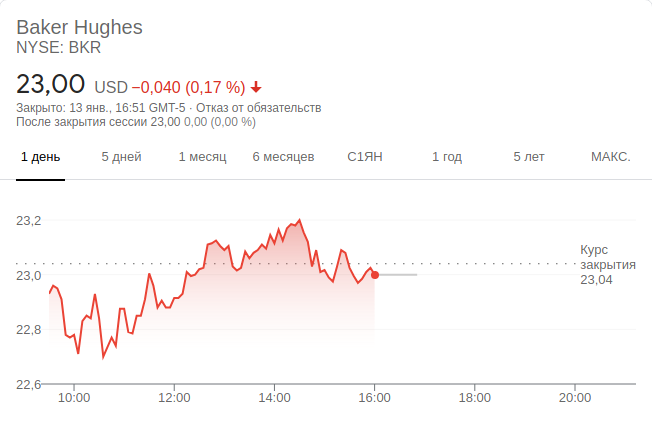 Baker Hughes
NYSE: BKR
23,00 USD −0,040 (0,17 %)
Закрыто: 13 янв., 16:51 GMT-5 · Отказ от обязательств
После закрытия сессии 23,00 0,00 (0,00 %)
1 день 5 дней 1 месяц 6 месяцев С1ЯН 1 год 5 лет МАКС.
23,2
Курс
закрытия
23,04
23,0
22,8
22,6
10:00 12:00 14:00 16:00 18:00 20:00